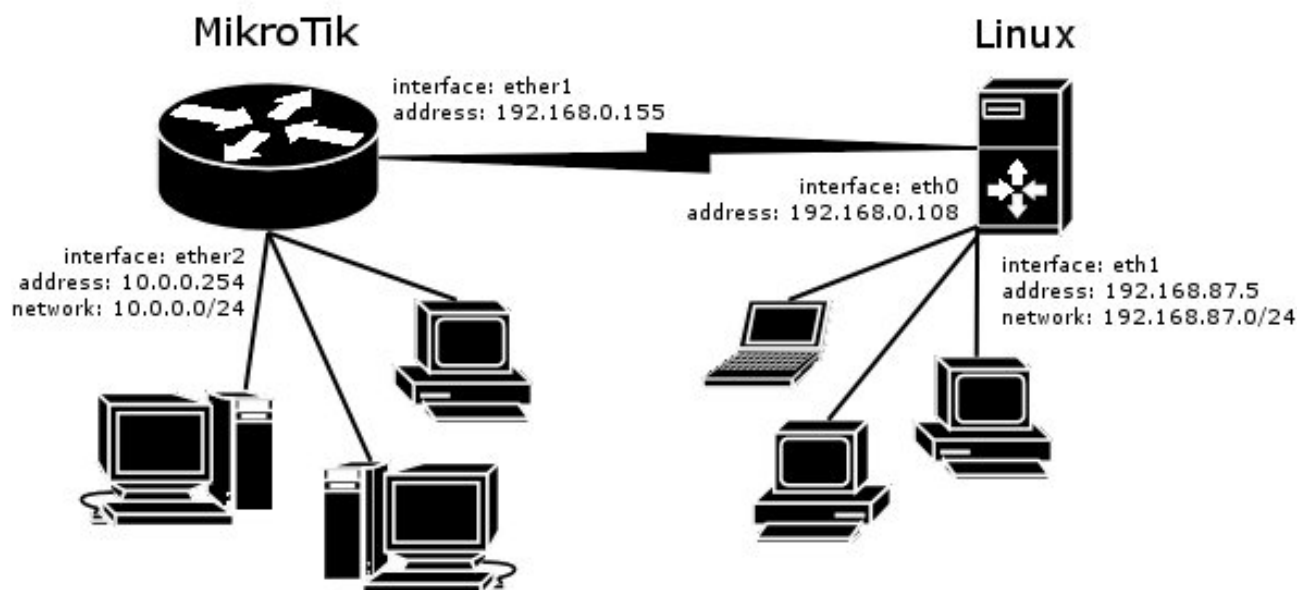 MikroTik
Linux
interface: ether1
address: 192.168.0.155
interface: eth0
address: 192.168.0.108
interface: ether2
address: 10.0.0.254
network: 10.0.0.0/24
interface: eth1
address: 192.168.87.5
network: 192.168.87.0/24